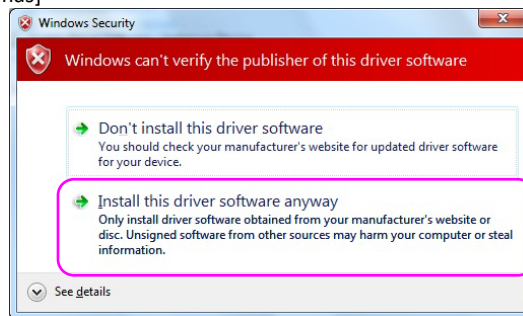 Windows Security
Windows can't verify the publisher of this driver software
Don't install this driver software
You should check your manufacturer's website for updated driver software
for your device.
Install this driver software anyway
Only install driver software obtained from your manufacturer's website or
disc. Unsigned software from other sources may harm your computer or steal
information.
See details